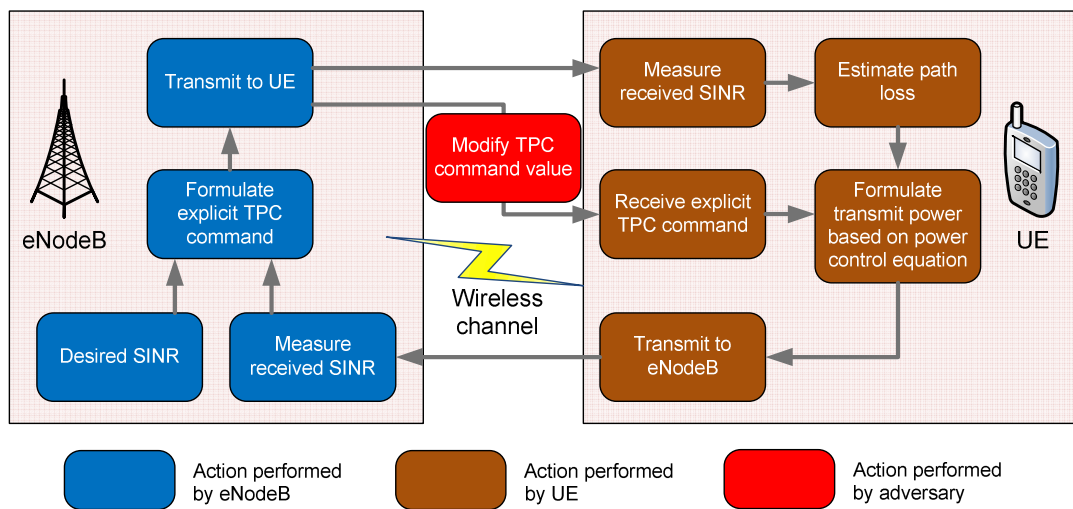 Transmit to UE
Measure
received SINR
Estimate path
loss
Modify TPC
command value
Formulate
explicit TPC
command
Receive explicit
TPC command
Formulate
transmit power
based on power
control equation
eNodeB
UE
Wireless
channel
Desired SINR
Measure
received SINR
Transmit to
eNodeB
Action performed
by eNodeB
Action performed
by UE
Action performed
by adversary